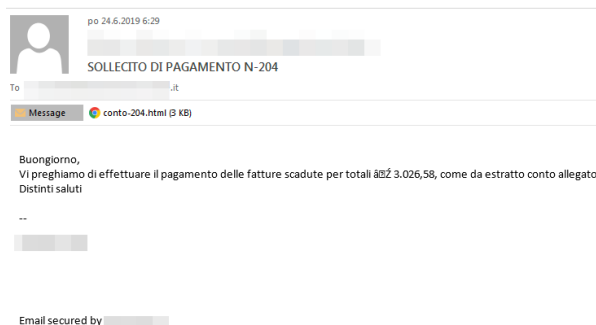 po 24.6.2019 6:29
SOLLECITO DI PAGAMENTO N-204
To .it
Message conto-204.html (3 KB)
Buongiorno,
Vi preghiamo di effettuare il pagamento delle fatture scadute per totali â⍰Ź 3.026,58, come da estratto conto allegato
Distinti saluti
--
Email secured by